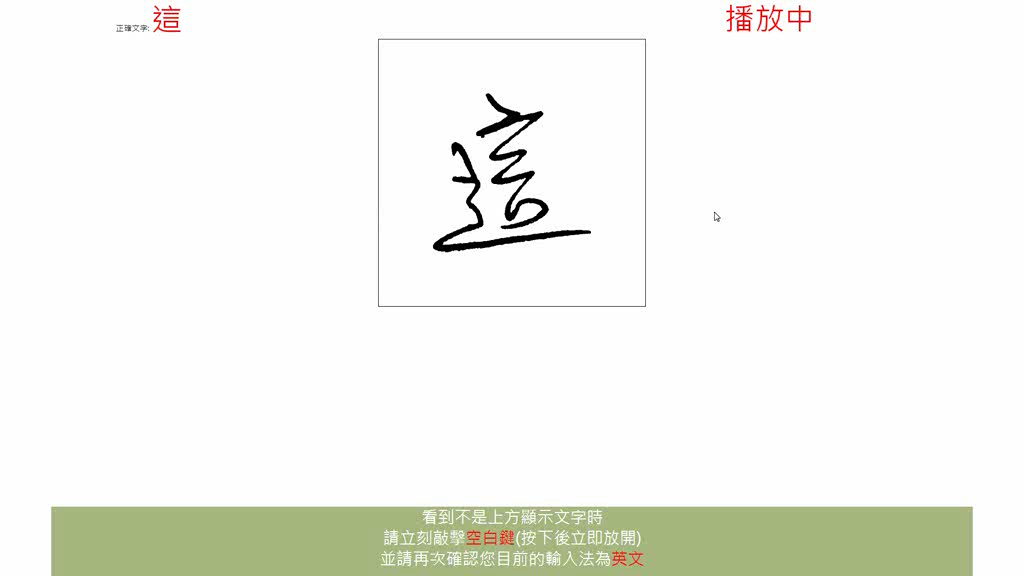 正確文字: 這
播放中
這
看到不是上方顯示文字時
請立刻敲擊空白鍵(按下後立即放開)
並請再次確認您目前的輸入法為英文